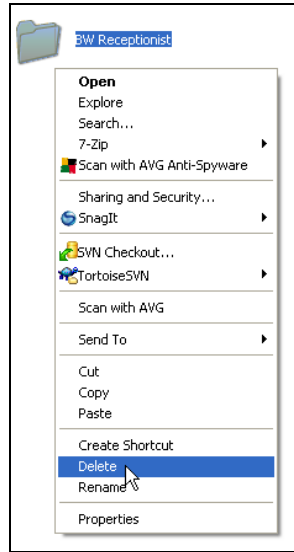 BW Receptionist
Open
Explore
Search...
7-Zip
Scan with AVG Anti-Spyware
Sharing and Security...
SnagIt
SVN Checkout...
TortoiseSVN
Scan with AVG
Send To
Cut
Copy
Paste
Create Shortcut
Delete
Rename
Properties